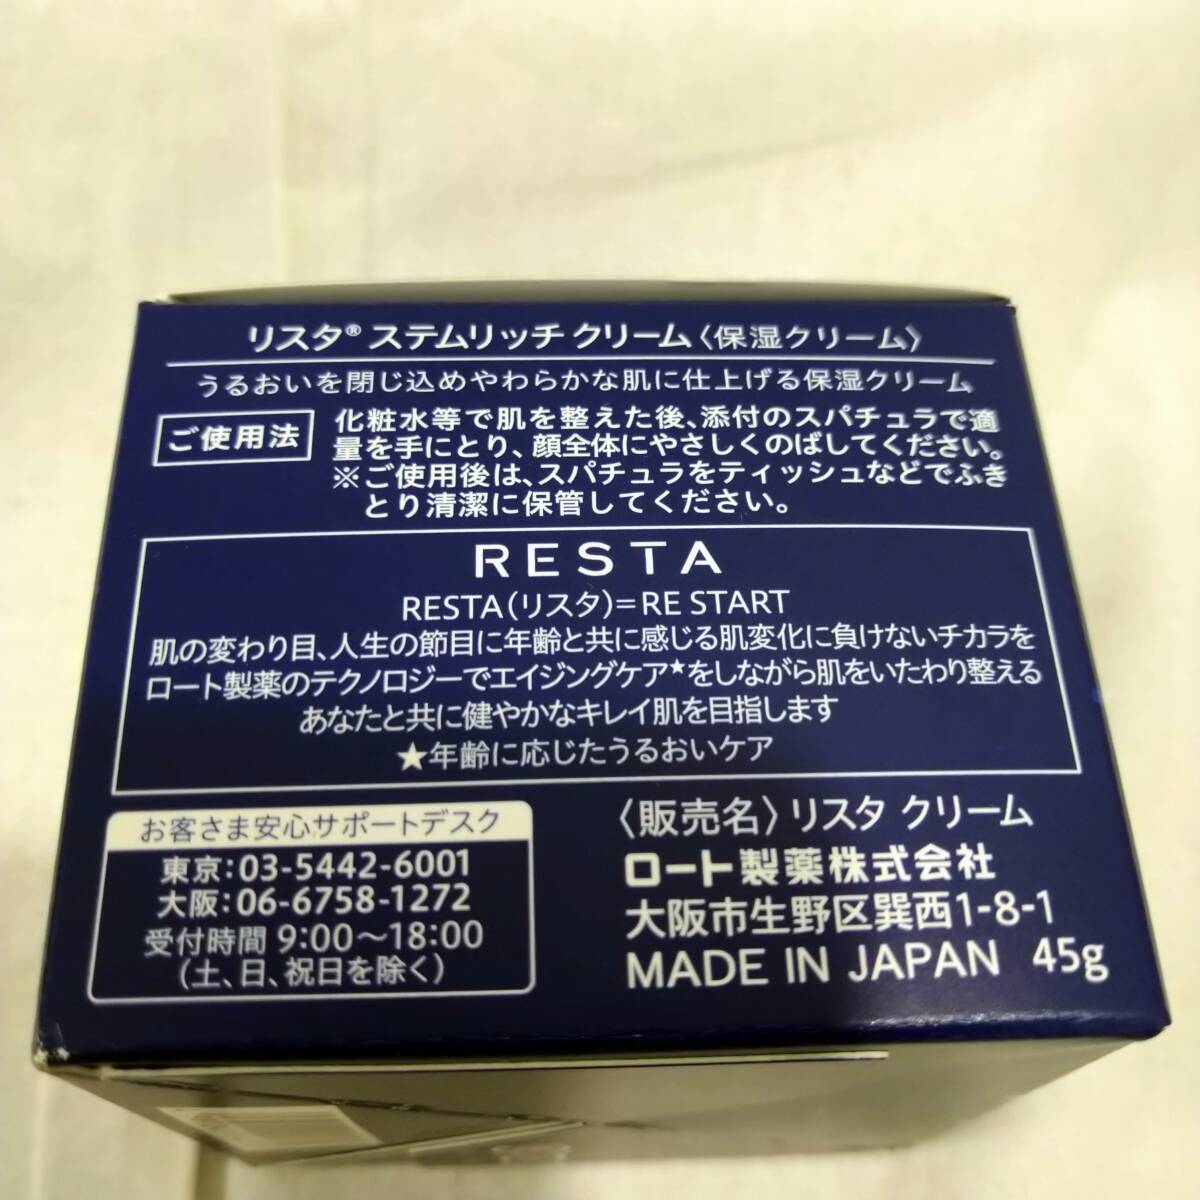 リスタ® ステムリッチ クリーム〈保湿クリーム〉
うるおいを閉じ込めやわらかな肌に仕上げる保湿クリーム
ご使用法
化粧水等で肌を整えた後、添付のスパチュラで適
量を手にとり、顔全体にやさしくのばしてください。
※ご使用後は、スパチュラをティッシュなどでふき
とり清潔に保管してください。
RESTA
RESTA(リスタ)=RE START
肌の変わり目、人生の節目に年齢と共に感じる肌変化に負けないチカラを
ロート製薬のテクノロジーでエイジングケア★をしながら肌をいたわり整える
あなたと共に健やかなキレイ肌を目指します
★年齢に応じたうるおいケア
お客さま安心サポートデスク
東京:03-5442-6001
大阪:06-6758-1272
受付時間 9:00〜18:00
(土、日、祝日を除く)
〈販売名〉リスタ クリーム
ロート製薬株式会社
大阪市生野区巽西1-8-1
MADE IN JAPAN 45g